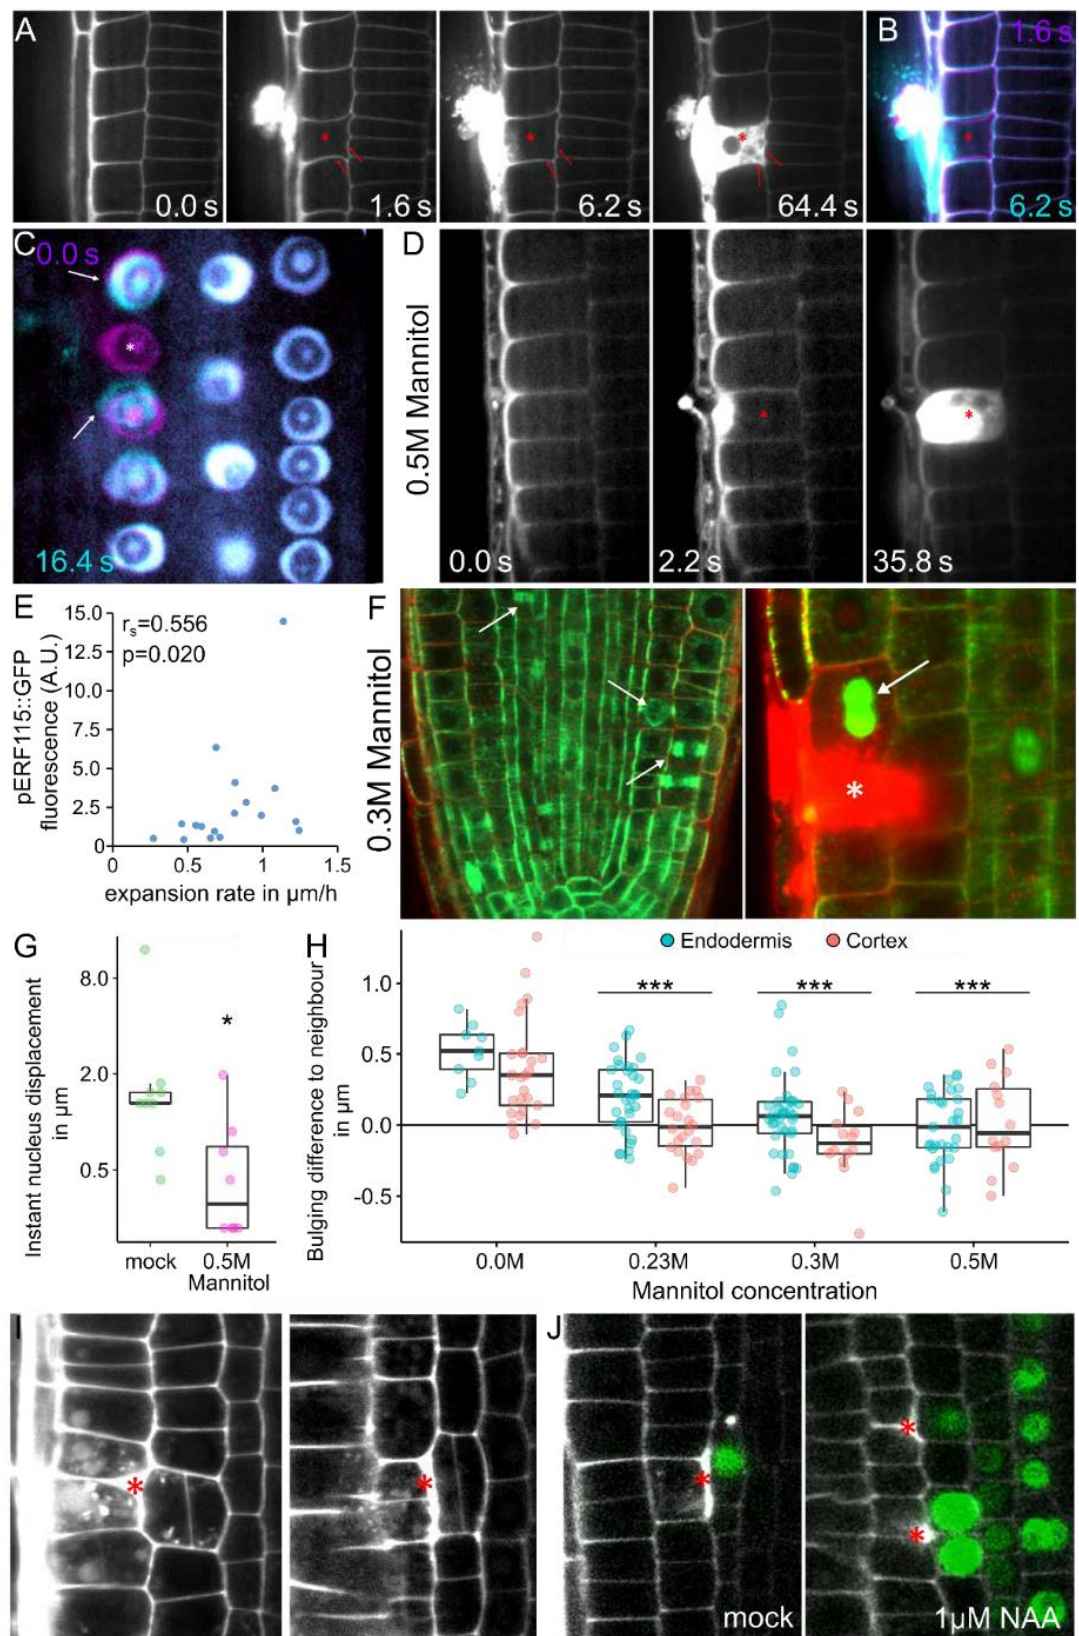 A
0.0 s
1.6 s
6.2 s
64.4 s
B
1.6 s
6.2 s
C
0.0 s
16.4 s
D
0.5M Mannitol
0.0 s
2.2 s
35.8 s
E
pERF115::GFP
fluorescence (A.U.)
15.0
12.5
10.0
7.5
5.0
2.5
0
rs=0.556
p=0.020
0
0.5
1
1.5
expansion rate in µm/h
F
0.3M Mannitol
*
G
Instant nucleus displacement
in µm
8.0
2.0
0.5
*
mock
0.5M
Mannitol
H
Endodermis
Cortex
Bulging difference to neighbour
in µm
1.0
0.5
0.0
-0.5
***
***
***
0.0M
0.23M
0.3M
0.5M
Mannitol concentration
I
J
mock
1µM NAA